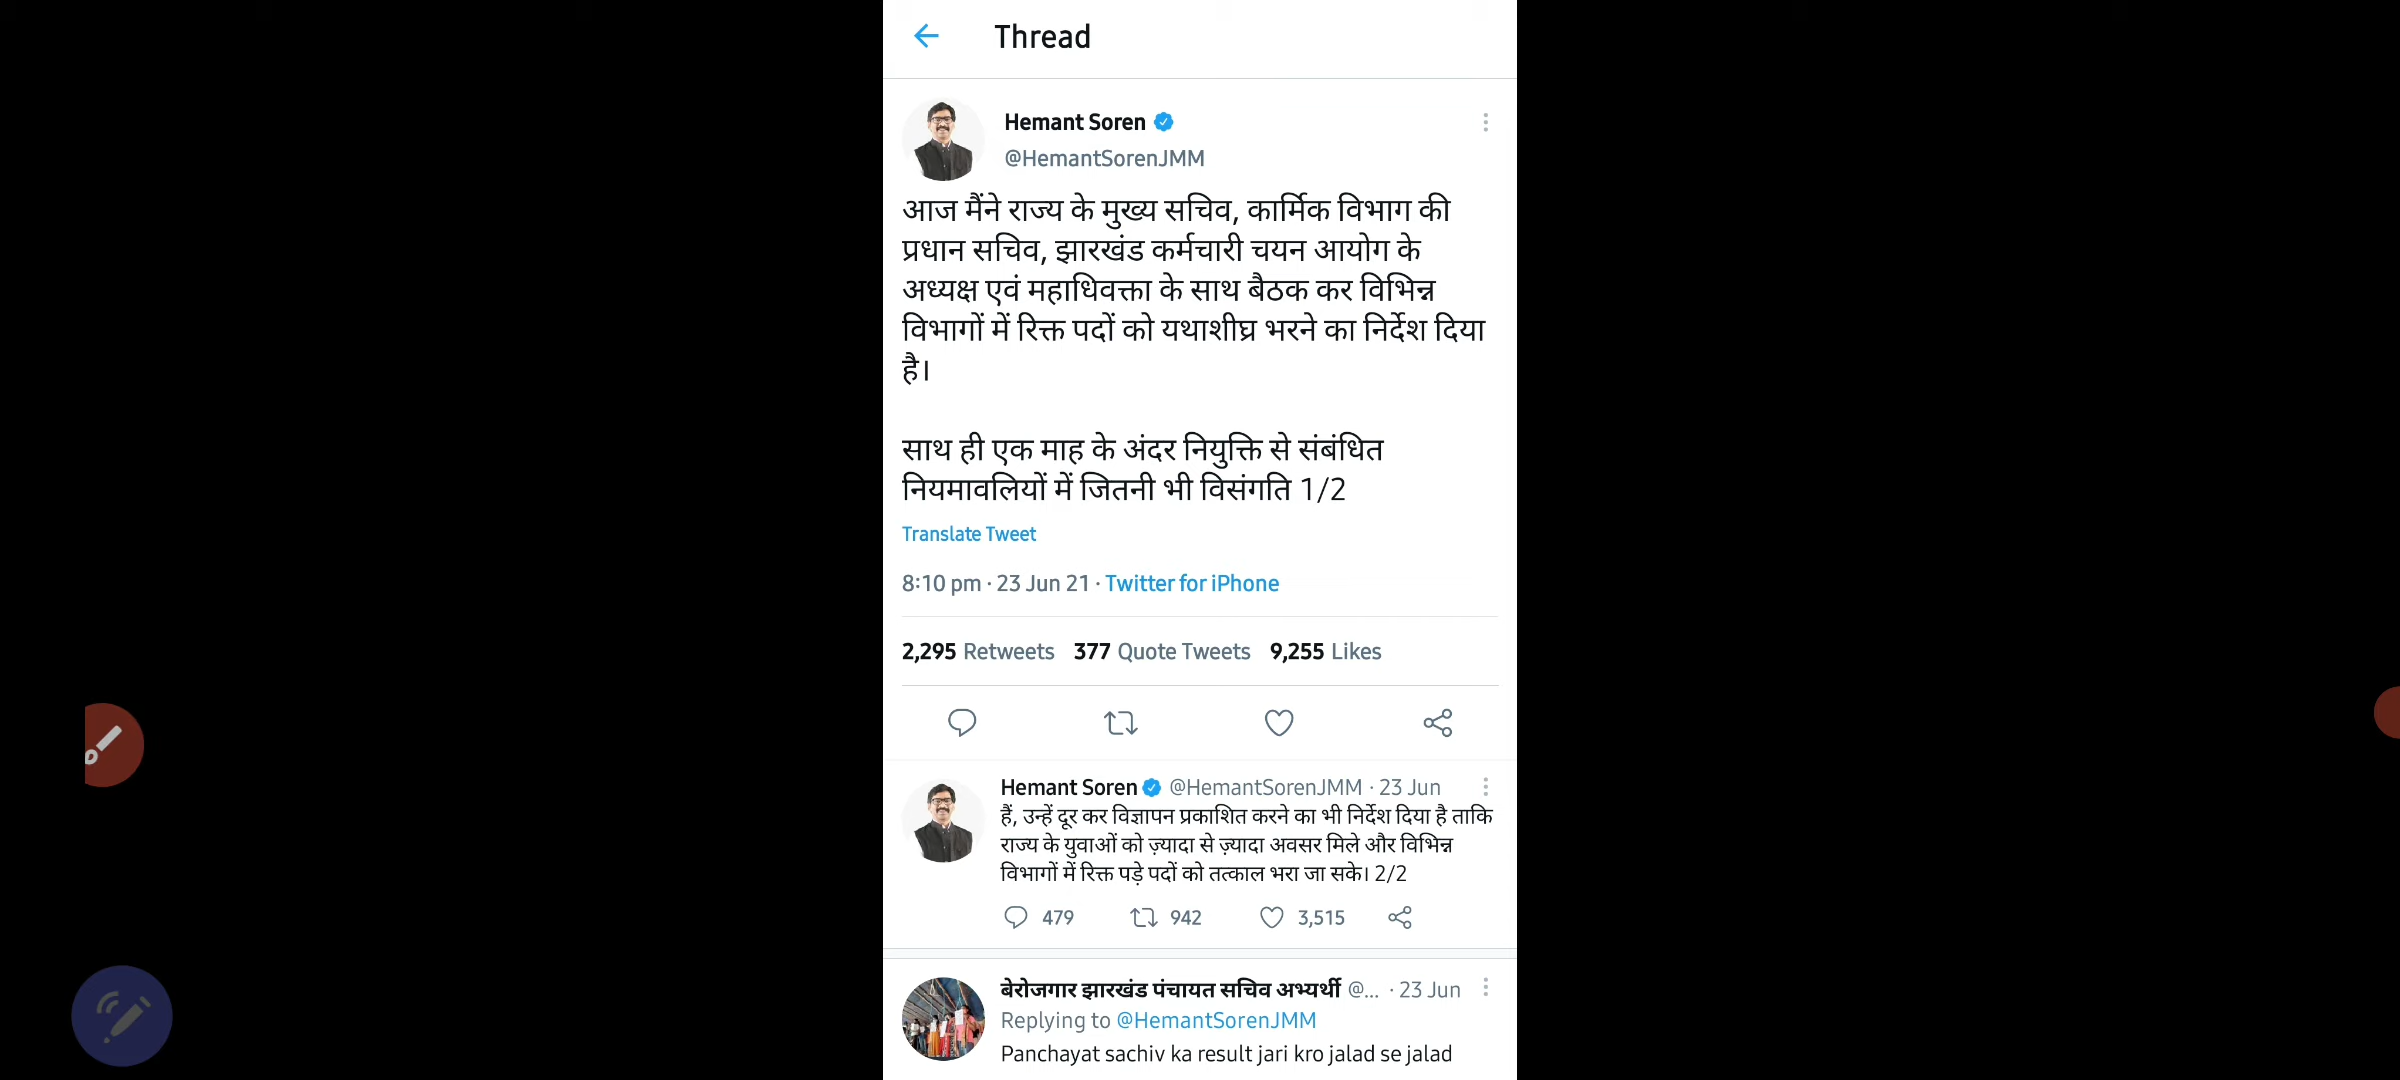 Thread
Hemant Soren
@HemantSorenJMM
आज मैंने राज्य के मुख्य सचिव, कार्मिक विभाग की
प्रधान सचिव, झारखंड कर्मचारी चयन आयोग के
अध्यक्ष एवं महाधिवक्ता के साथ बैठक कर विभिन्न
विभागों में रिक्त पदों को यथाशीघ्र भरने का निर्देश दिया
है।
साथ ही एक माह के अंदर नियुक्ति से संबंधित
नियमावलियों में जितनी भी विसंगति 1/2
Translate Tweet
8:10 pm · 23 Jun 21 · Twitter for iPhone
2,295 Retweets 377 Quote Tweets 9,255 Likes
Hemant Soren @HemantSorenJMM · 23 Jun
हैं, उन्हें दूर कर विज्ञापन प्रकाशित करने का भी निर्देश दिया है ताकि
राज्य के युवाओं को ज़्यादा से ज़्यादा अवसर मिले और विभिन्न
विभागों में रिक्त पड़े पदों को तत्काल भरा जा सके। 2/2
479 942 3,515
बेरोजगार झारखंड पंचायत सचिव अभ्यर्थी @... · 23 Jun
Replying to @HemantSorenJMM
Panchayat sachiv ka result jari kro jalad se jalad